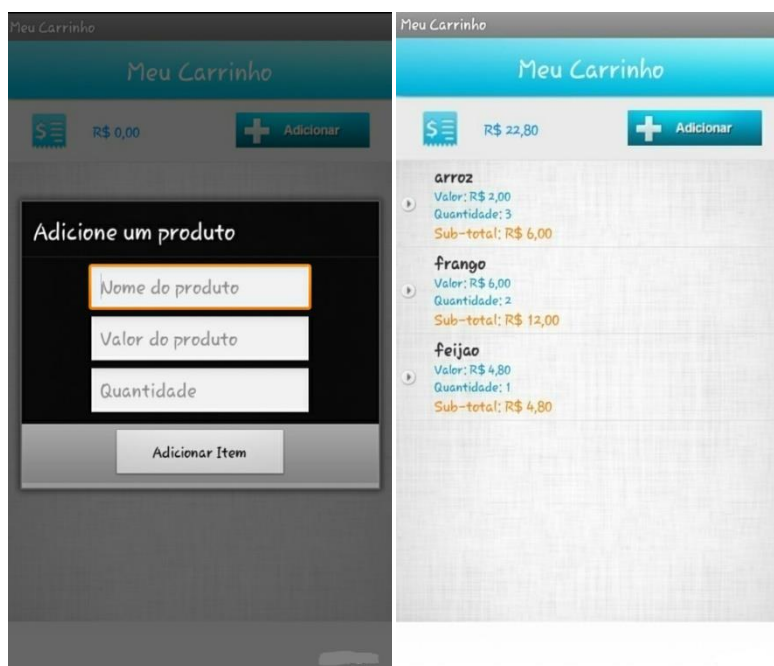 Meu Carrinho
Meu Carrinho
R$ 0,00
Adicionar
Adicione um produto
Nome do produto
Valor do produto
Quantidade
Adicionar Item
Meu Carrinho
Meu Carrinho
R$ 22,80
Adicionar
arroz
Valor: R$ 2,00
Quantidade: 3
Sub-total: R$ 6,00
frango
Valor: R$ 6,00
Quantidade: 2
Sub-total: R$ 12,00
feijao
Valor: R$ 4,80
Quantidade: 1
Sub-total: R$ 4,80